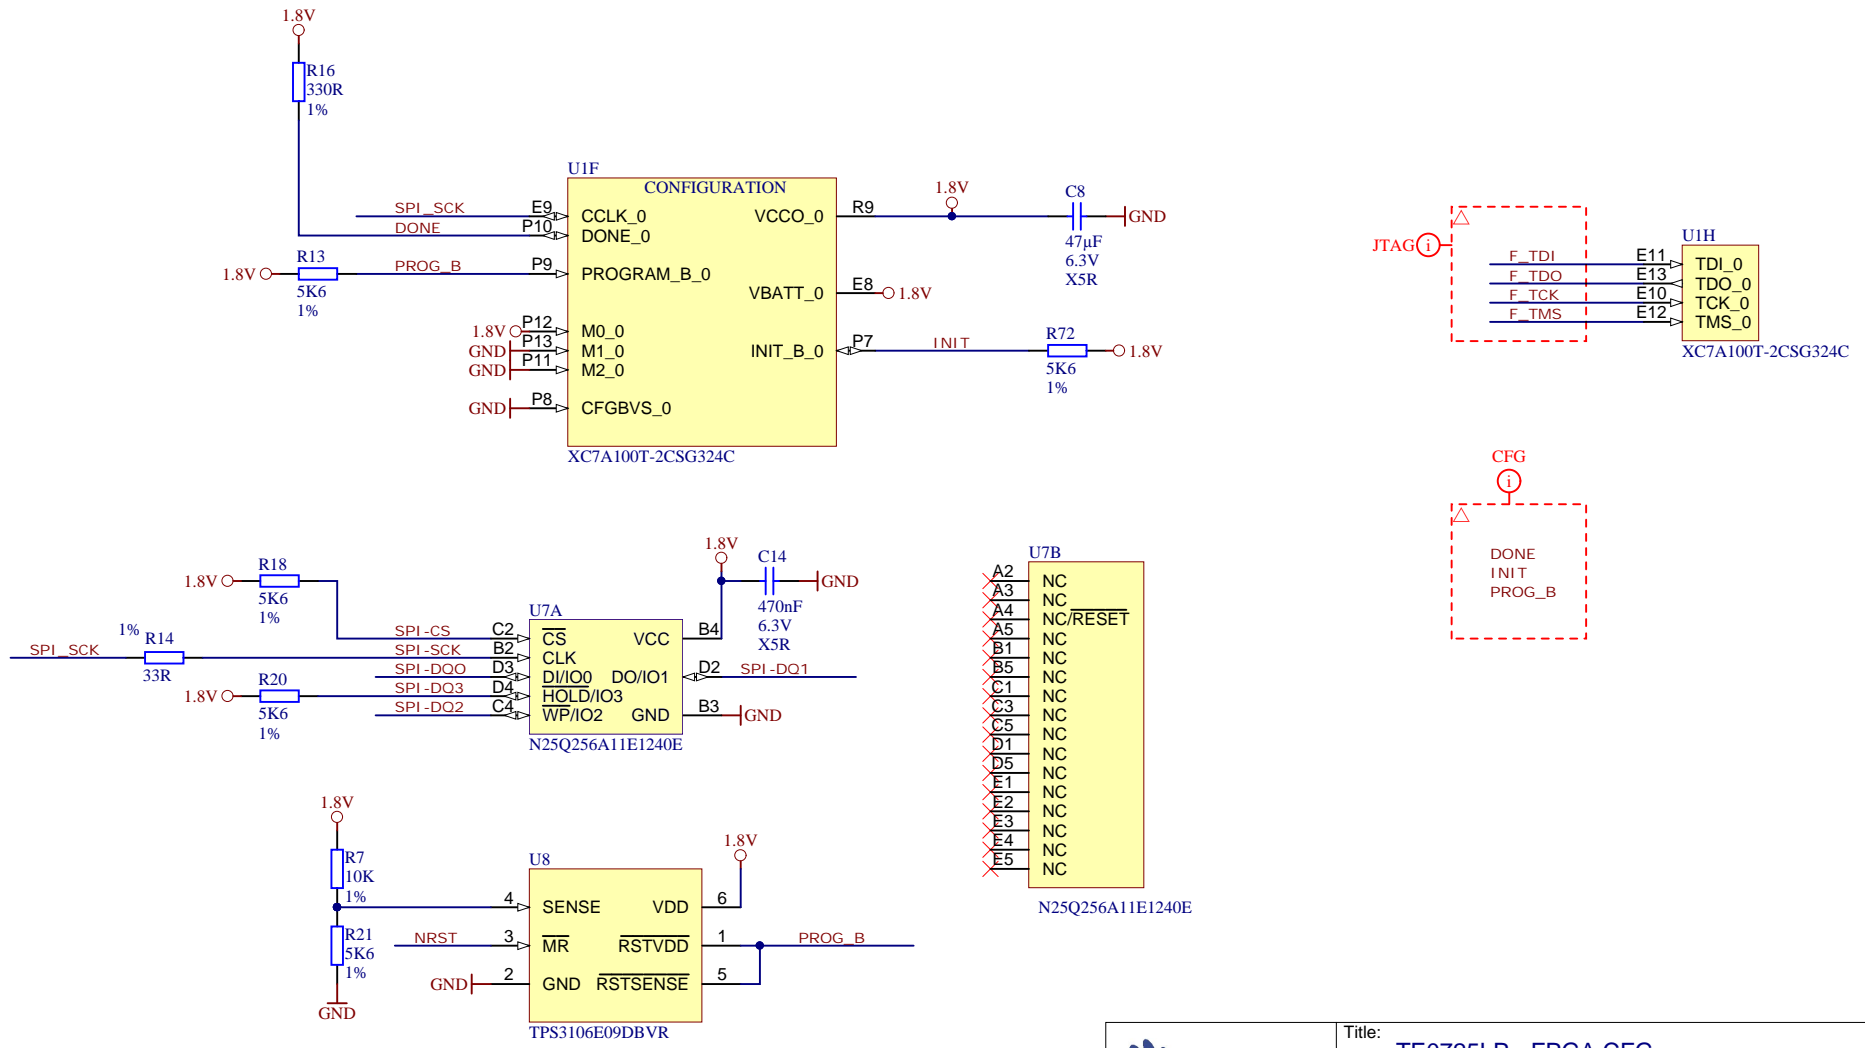 1.8V
R16
330R
1%
U1F
CONFIGURATION
SPI_SCK
E9
CCLK_0
DONE
P10
DONE_0
1.8V
R13
5K6
1%
PROG_B
P9
PROGRAM_B_0
1.8V
P12
M0_0
GND
P13
M1_0
GND
P11
M2_0
GND
P8
CFGBVS_0
VCCO_0
R9
1.8V
C8
47µF
6.3V
X5R
GND
VBATT_0
E8
1.8V
INIT_B_0
P7
INIT
R72
5K6
1%
1.8V
XC7A100T-2CSG324C
JTAG
i
U1H
F_TDI
E11
TDI_0
F_TDO
E13
TDO_0
F_TCK
E10
TCK_0
F_TMS
E12
TMS_0
XC7A100T-2CSG324C
CFG
i
DONE
INIT
PROG_B
1.8V
R18
5K6
1%
SPI_SCK
1%
R14
33R
1.8V
R20
5K6
1%
U7A
SPI-CS
C2
CS
SPI-SCK
B2
CLK
SPI-DQ0
D3
DI/IO0
SPI-DQ3
D4
HOLD/IO3
SPI-DQ2
C4
WP/IO2
VCC
B4
1.8V
C14
470nF
6.3V
X5R
GND
DO/IO1
D2
SPI-DQ1
GND
B3
GND
N25Q256A11E1240E
U7B
A2 NC
A3 NC
A4 NC/RESET
A5 NC
B1 NC
B5 NC
C1 NC
C3 NC
C5 NC
D1 NC
D5 NC
E1 NC
E2 NC
E3 NC
E4 NC
E5 NC
N25Q256A11E1240E
1.8V
R7
10K
1%
R21
5K6
1%
GND
U8
4
SENSE
NRST
3
MR
GND
2
GND
VDD
6
1.8V
RSTVDD
1
PROG_B
RSTSENSE
5
TPS3106E09DBVR
Title: